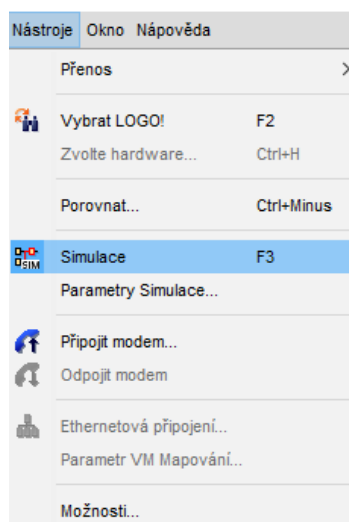 Nástroje Okno Nápověda
Přenos
Vybrat LOGO! F2
Zvolte hardware... Ctrl+H
Porovnat... Ctrl+Minus
SIM Simulace F3
Parametry Simulace...
Připojit modem...
Odpojit modem
Ethernetová připojení...
Parametr VM Mapování...
Možnosti...